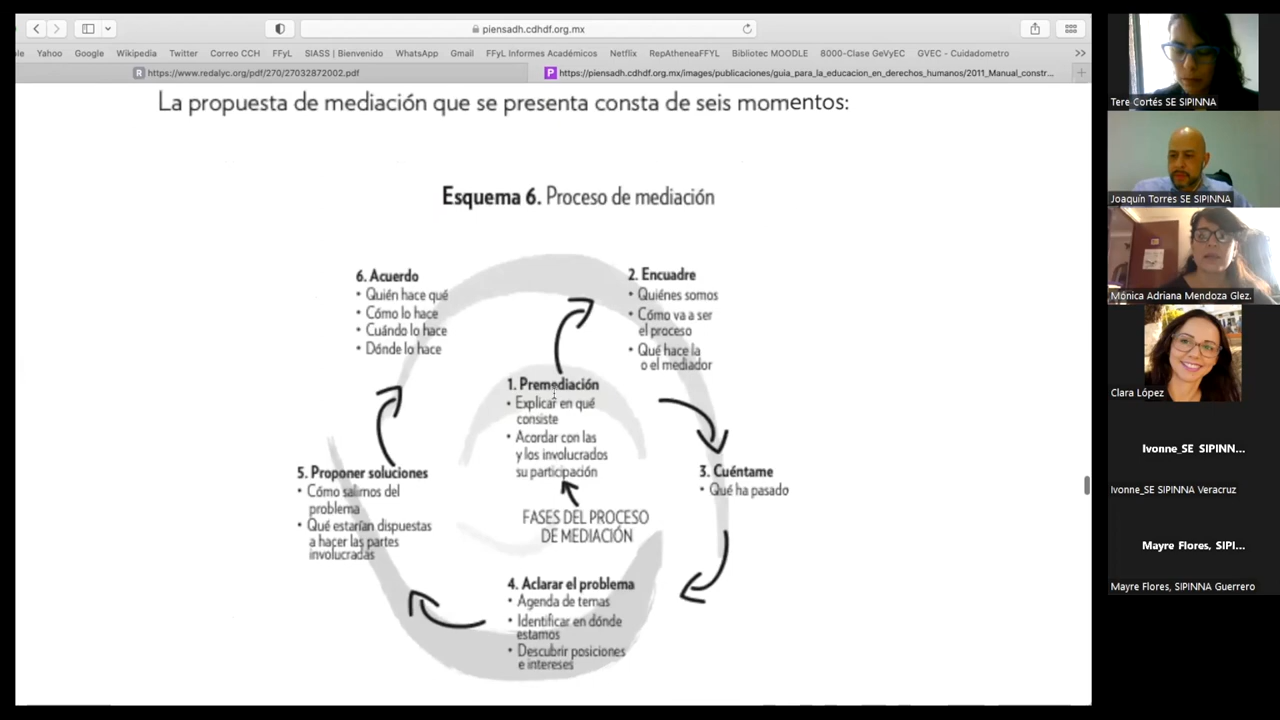 piensadh.cdhdf.org.mx
le Yahoo Google Wikipedia Twitter Correo CCH FFyL SIASS | Bienvenido WhatsApp Gmail FFyL Informes Académicos Netflix RepAtheneaFFYL Bibliotec MOODLE 8000-Clase GeVyEC GVEC - Cuidadometro
R https://www.redalyc.org/pdf/270/27032872002.pdf
P https://piensadh.cdhdf.org.mx/images/publicaciones/guia_para_la_educacion_en_derechos_humanos/2011_Manual_constr...
La propuesta de mediación que se presenta consta de seis momentos:
Esquema 6. Proceso de mediación
1. Premediación
• Explicar en qué
consiste
• Acordar con las
y los involucrados
su participación
FASES DEL PROCESO
DE MEDIACIÓN
2. Encuadre
• Quiénes somos
• Cómo va a ser
el proceso
• Qué hace la
o el mediador
3. Cuéntame
• Qué ha pasado
4. Aclarar el problema
• Agenda de temas
• Identificar en dónde
estamos
• Descubrir posiciones
e intereses
5. Proponer soluciones
• Cómo salimos del
problema
• Qué estarían dispuestas
a hacer las partes
involucradas
6. Acuerdo
• Quién hace qué
• Cómo lo hace
• Cuándo lo hace
• Dónde lo hace
Tere Cortés SE SIPINNA
Joaquín Torres SE SIPINNA
Mónica Adriana Mendoza Glez.
Clara López
Ivonne_SE SIPINN...
Ivonne_SE SIPINNA Veracruz
Mayre Flores, SIPI...
Mayre Flores, SIPINNA Guerrero